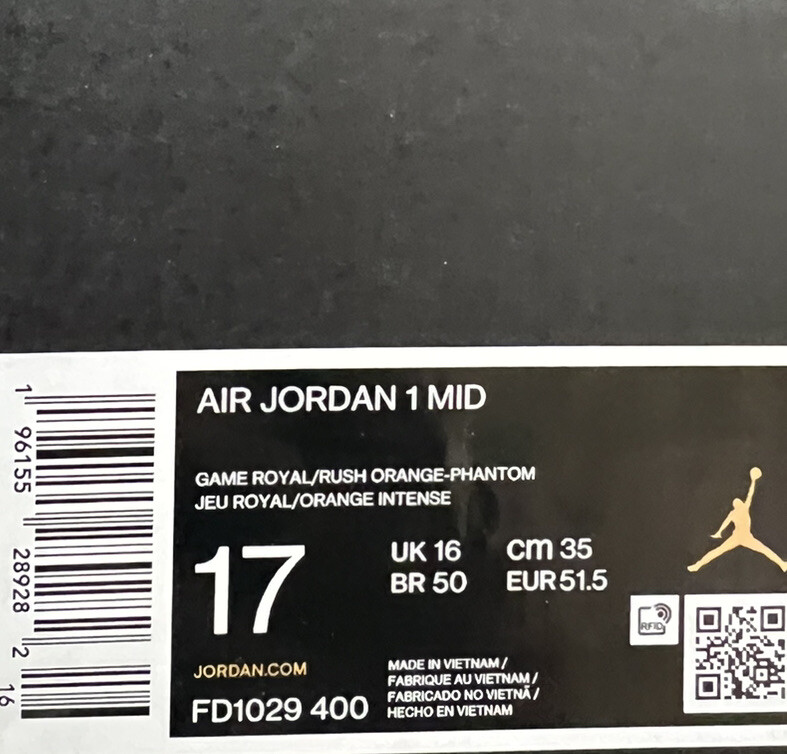 AIR JORDAN 1 MID
GAME ROYAL/RUSH ORANGE-PHANTOM
JEU ROYAL/ORANGE INTENSE
17
UK 16 cm 35
BR 50 EUR 51.5
RFID
JORDAN.COM
FD1029 400
MADE IN VIETNAM /
FABRIQUE AU VIETNAM /
FABRICADO NO VIETNÃ /
HECHO EN VIETNAM
1 96155 28928 2
16